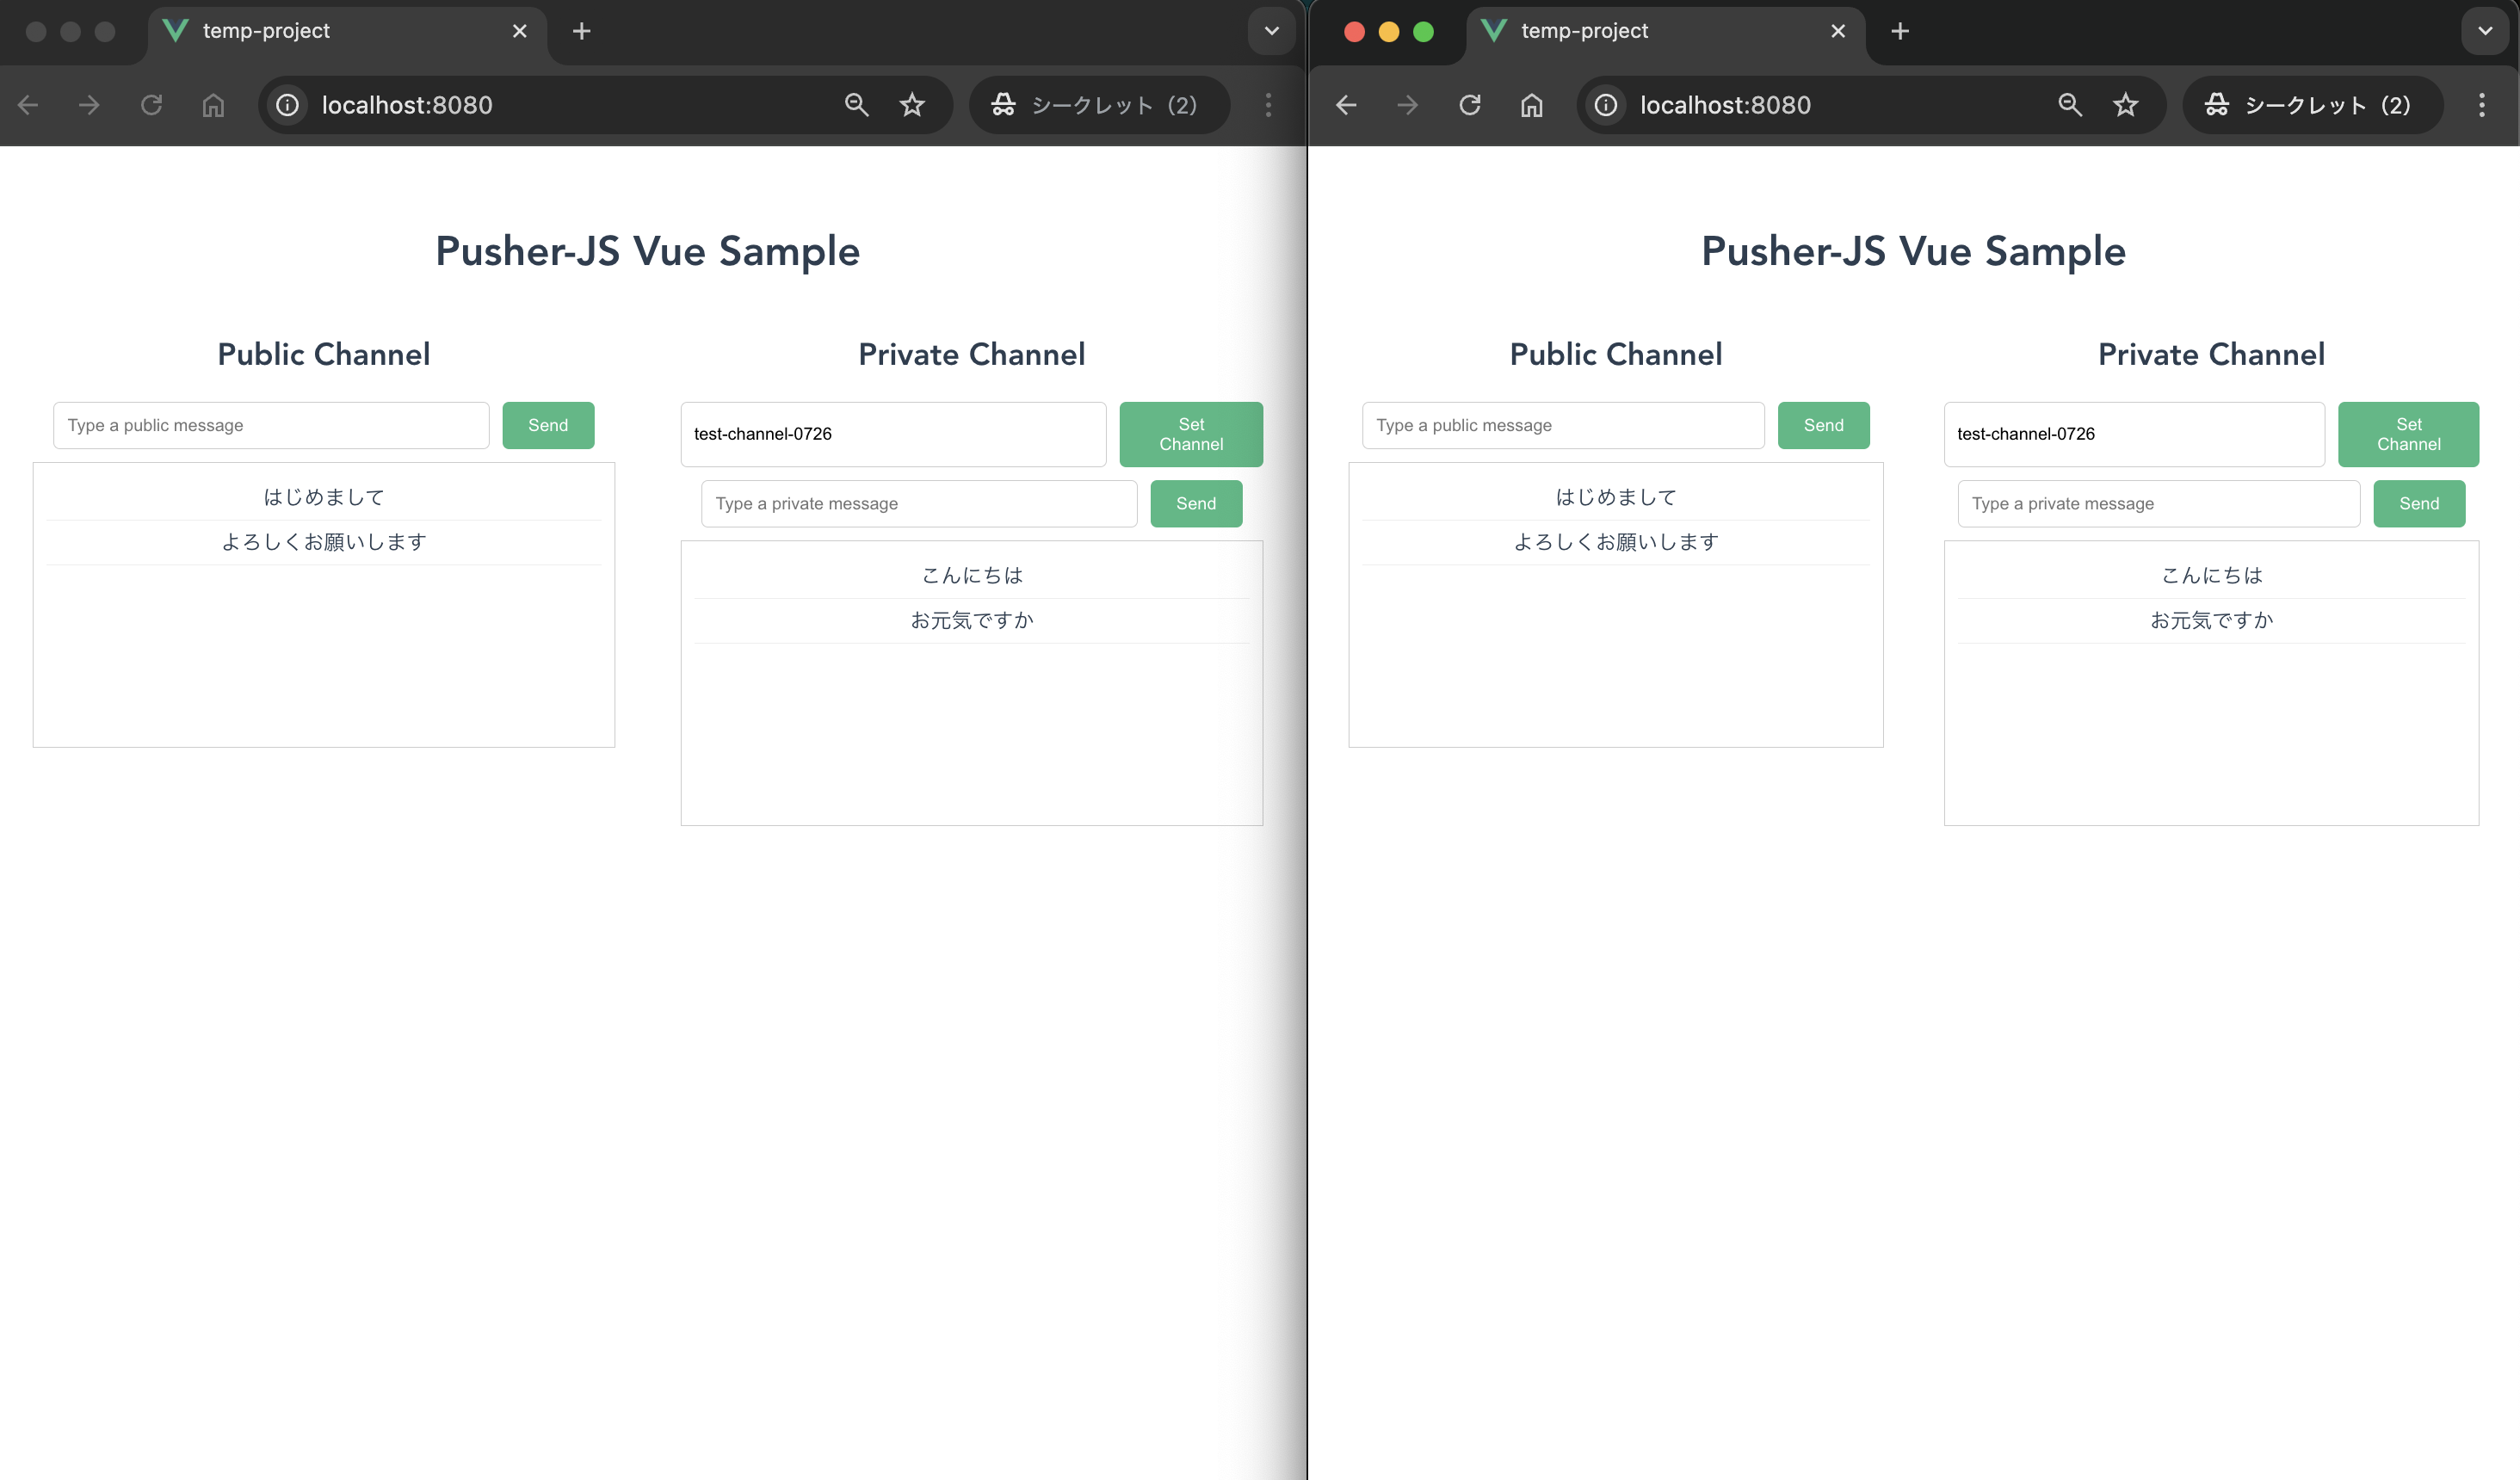 temp-project
localhost:8080
シークレット（2）
Pusher-JS Vue Sample
Public Channel
Type a public message
Send
はじめまして
よろしくお願いします
Private Channel
test-channel-0726
Set
Channel
Type a private message
Send
こんにちは
お元気ですか
temp-project
localhost:8080
シークレット（2）
Pusher-JS Vue Sample
Public Channel
Type a public message
Send
はじめまして
よろしくお願いします
Private Channel
test-channel-0726
Set
Channel
Type a private message
Send
こんにちは
お元気ですか